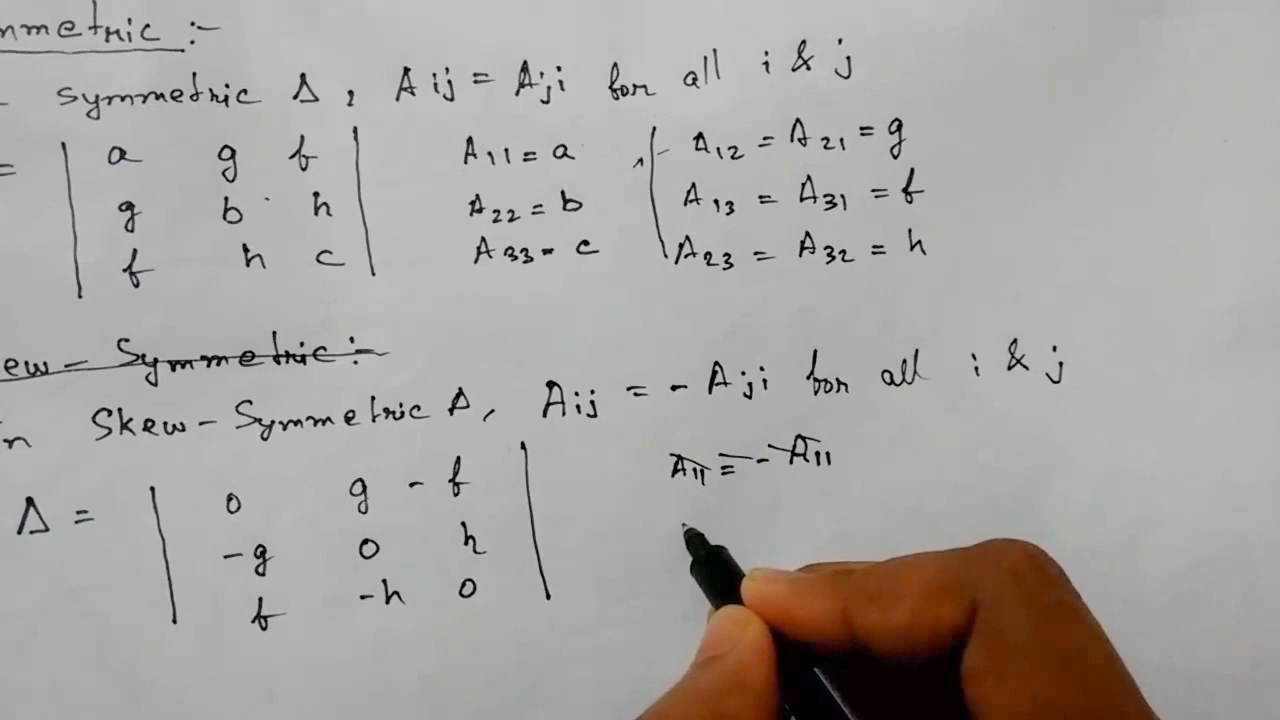 mmetric :-
symmetric Δ, Aij = Aji for all i & j
= | a g f | A11 = a A12 = A21 = g
| g b h | A22 = b A13 = A31 = f
| f h c | A33 = c A23 = A32 = h
ew - Symmetric :-
in Skew - Symmetric Δ, Aij = - Aji for all i & j
A11 = - A11
Δ = | 0 g - f |
| -g 0 h |
| f -h 0 |